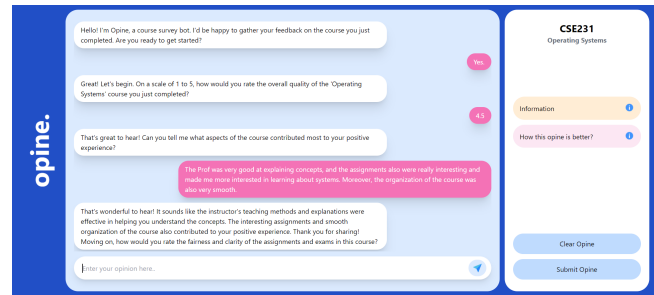 opine.
Hello! I'm Opine, a course survey bot. I'd be happy to gather your feedback on the course you just
completed. Are you ready to get started?
Yes
Great! Let's begin. On a scale of 1 to 5, how would you rate the overall quality of the 'Operating
Systems' course you just completed?
4.5
That's great to hear! Can you tell me what aspects of the course contributed most to your positive
experience?
The Prof was very good at explaining concepts, and the assignments also were really interesting and
made me more interested in learning about systems. Moreover, the organization of the course was
also very smooth.
That's wonderful to hear! It sounds like the instructor's teaching methods and explanations were
effective in helping you understand the concepts. The interesting assignments and smooth
organization of the course also contributed to your positive experience. Thank you for sharing!
Moving on, how would you rate the fairness and clarity of the assignments and exams in this course?
Enter your opinion here..
CSE231
Operating Systems
Information
How this opine is better?
Clear Opine
Submit Opine